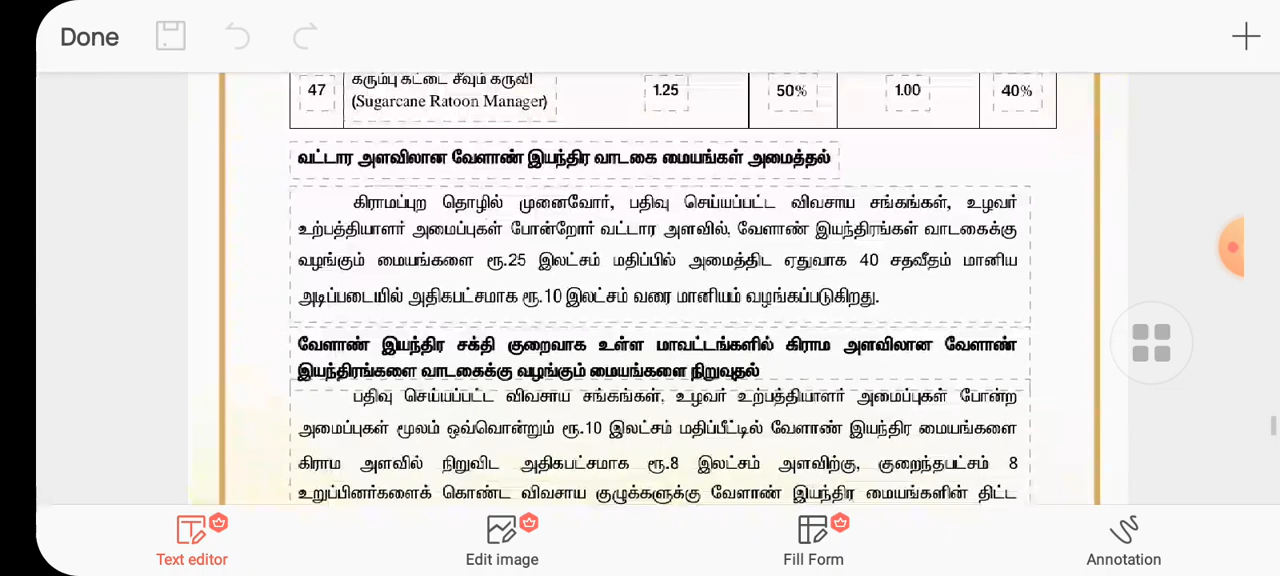 Done
47
கரும்பு கட்டை சீவும் கருவி
(Sugarcane Ratoon Manager)
1.25
50%
1.00
40%
வட்டார அளவிலான வேளாண் இயந்திர வாடகை மையங்கள் அமைத்தல்
கிராமப்புற தொழில் முனைவோர், பதிவு செய்யப்பட்ட விவசாய சங்கங்கள், உழவர்
உற்பத்தியாளர் அமைப்புகள் போன்றோர் வட்டார அளவில், வேளாண் இயந்திரங்கள் வாடகைக்கு
வழங்கும் மையங்களை ரூ.25 இலட்சம் மதிப்பில் அமைத்திட ஏதுவாக 40 சதவீதம் மானிய
அடிப்படையில் அதிகபட்சமாக ரூ.10 இலட்சம் வரை மானியம் வழங்கப்படுகிறது.
வேளாண் இயந்திர சக்தி குறைவாக உள்ள மாவட்டங்களில் கிராம அளவிலான வேளாண்
இயந்திரங்களை வாடகைக்கு வழங்கும் மையங்களை நிறுவுதல்
பதிவு செய்யப்பட்ட விவசாய சங்கங்கள், உழவர் உற்பத்தியாளர் அமைப்புகள் போன்ற
அமைப்புகள் மூலம் ஒவ்வொன்றும் ரூ.10 இலட்சம் மதிப்பீட்டில் வேளாண் இயந்திர மையங்களை
கிராம அளவில் நிறுவிட அதிகபட்சமாக ரூ.8 இலட்சம் அளவிற்கு, குறைந்தபட்சம் 8
உறுப்பினர்களைக் கொண்ட விவசாய குழுக்களுக்கு வேளாண் இயந்திர மையங்களின் திட்ட
Text editor
Edit image
Fill Form
Annotation